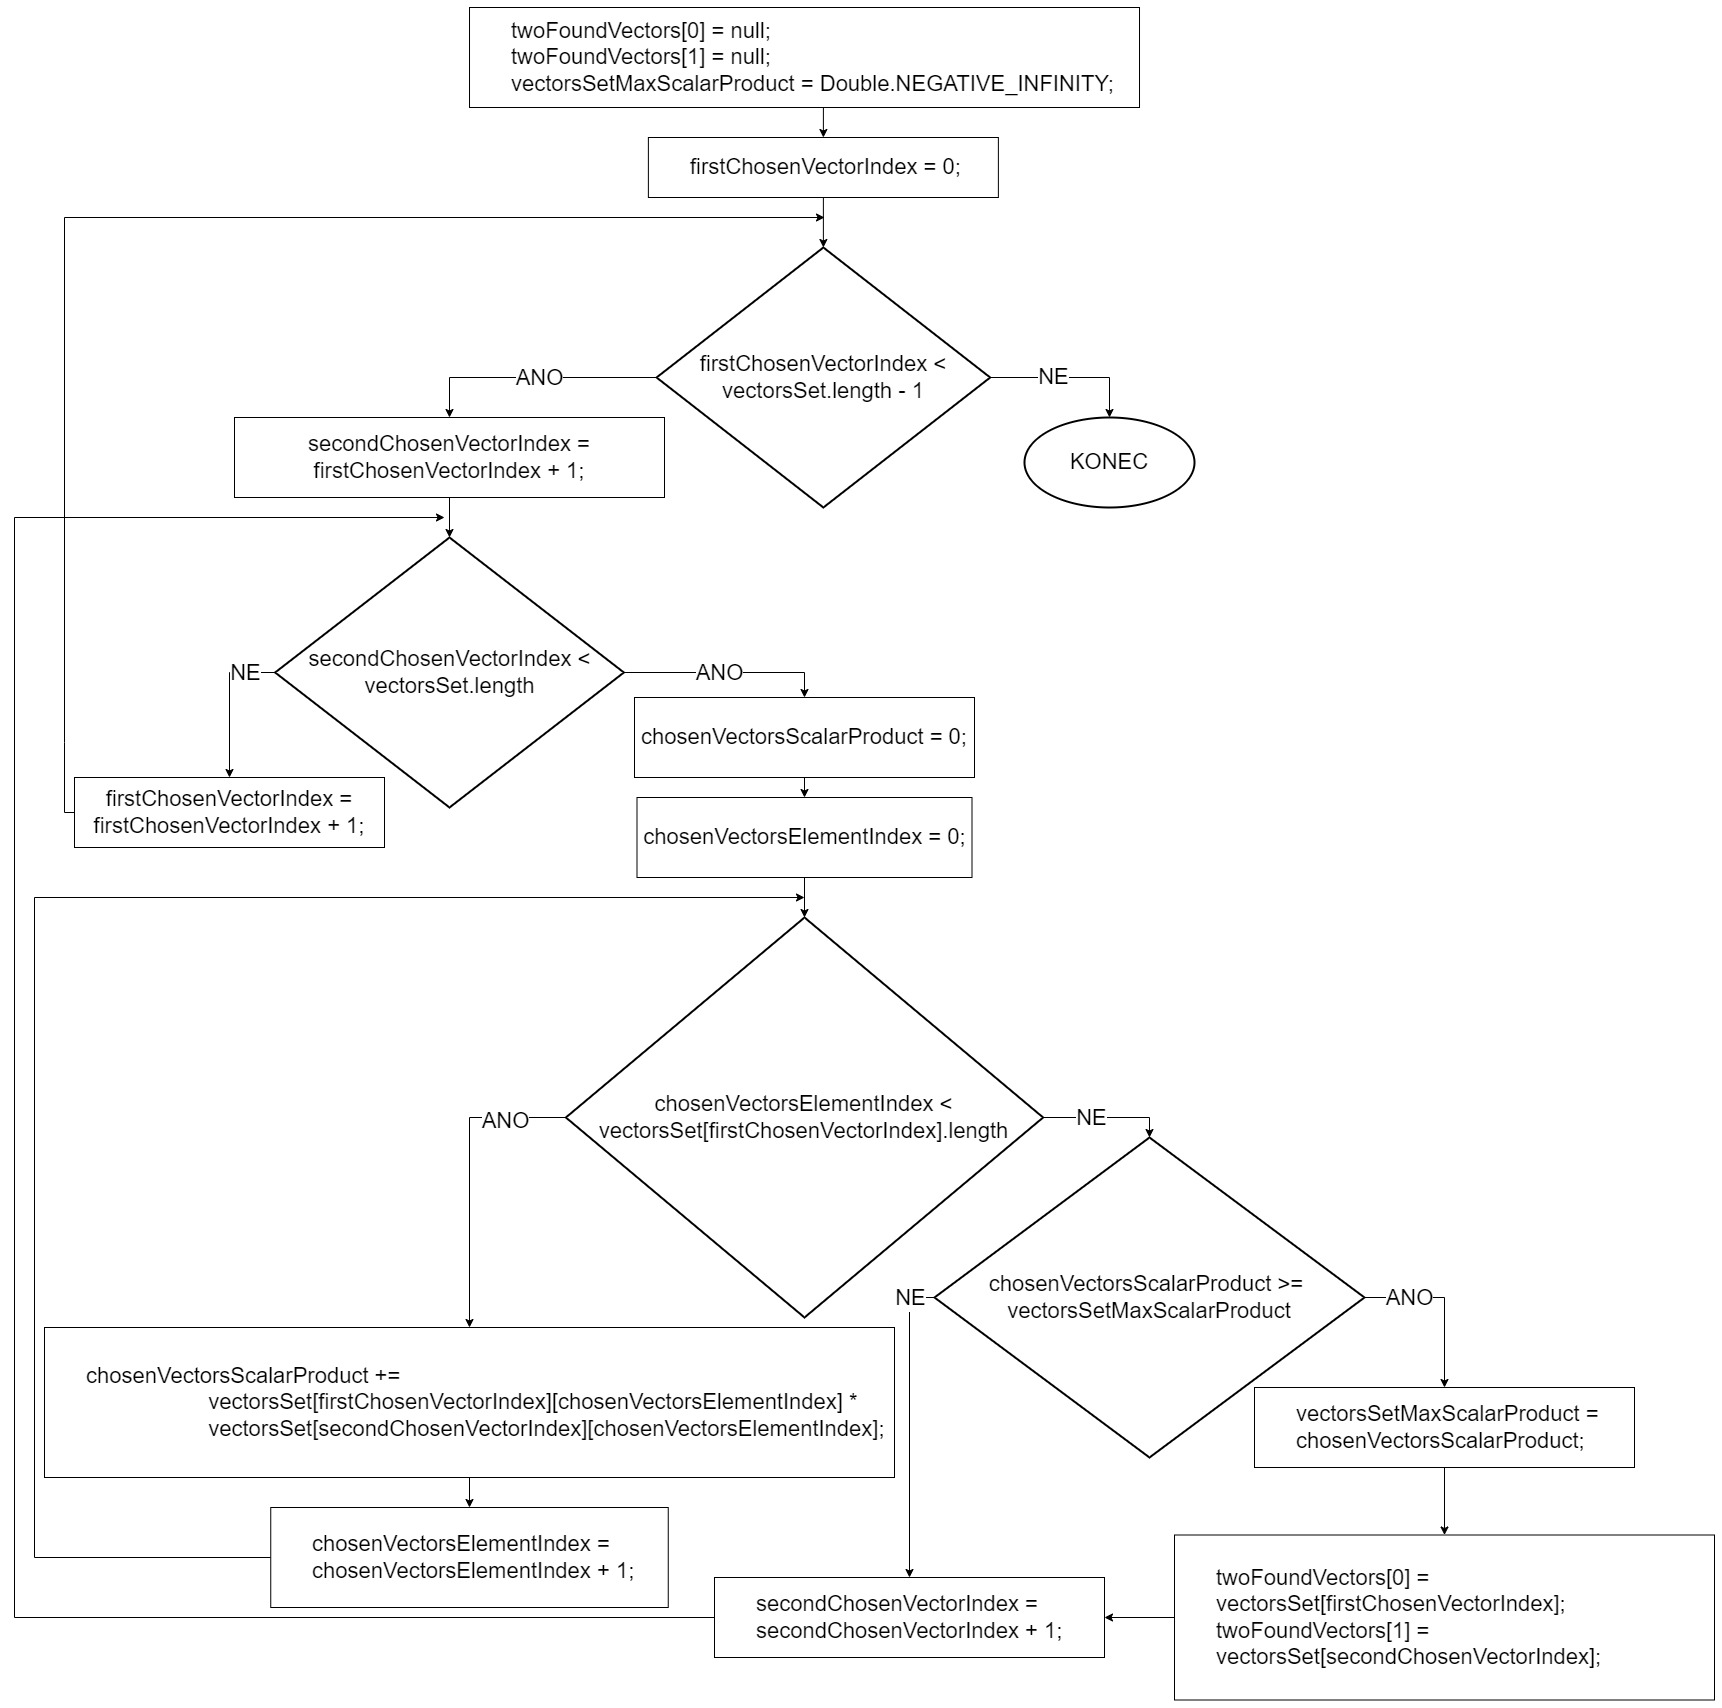 twoFoundVectors[0] = null;
twoFoundVectors[1] = null;
vectorsSetMaxScalarProduct = Double.NEGATIVE_INFINITY;
firstChosenVectorIndex = 0;
firstChosenVectorIndex <
vectorsSet.length - 1
ANO
NE
KONEC
secondChosenVectorIndex =
firstChosenVectorIndex + 1;
secondChosenVectorIndex <
vectorsSet.length
NE
ANO
chosenVectorsScalarProduct = 0;
firstChosenVectorIndex =
firstChosenVectorIndex + 1;
chosenVectorsElementIndex = 0;
chosenVectorsElementIndex <
vectorsSet[firstChosenVectorIndex].length
ANO
NE
chosenVectorsScalarProduct >=
vectorsSetMaxScalarProduct
NE
ANO
chosenVectorsScalarProduct +=
vectorsSet[firstChosenVectorIndex][chosenVectorsElementIndex] *
vectorsSet[secondChosenVectorIndex][chosenVectorsElementIndex];
vectorsSetMaxScalarProduct =
chosenVectorsScalarProduct;
chosenVectorsElementIndex =
chosenVectorsElementIndex + 1;
secondChosenVectorIndex =
secondChosenVectorIndex + 1;
twoFoundVectors[0] =
vectorsSet[firstChosenVectorIndex];
twoFoundVectors[1] =
vectorsSet[secondChosenVectorIndex];